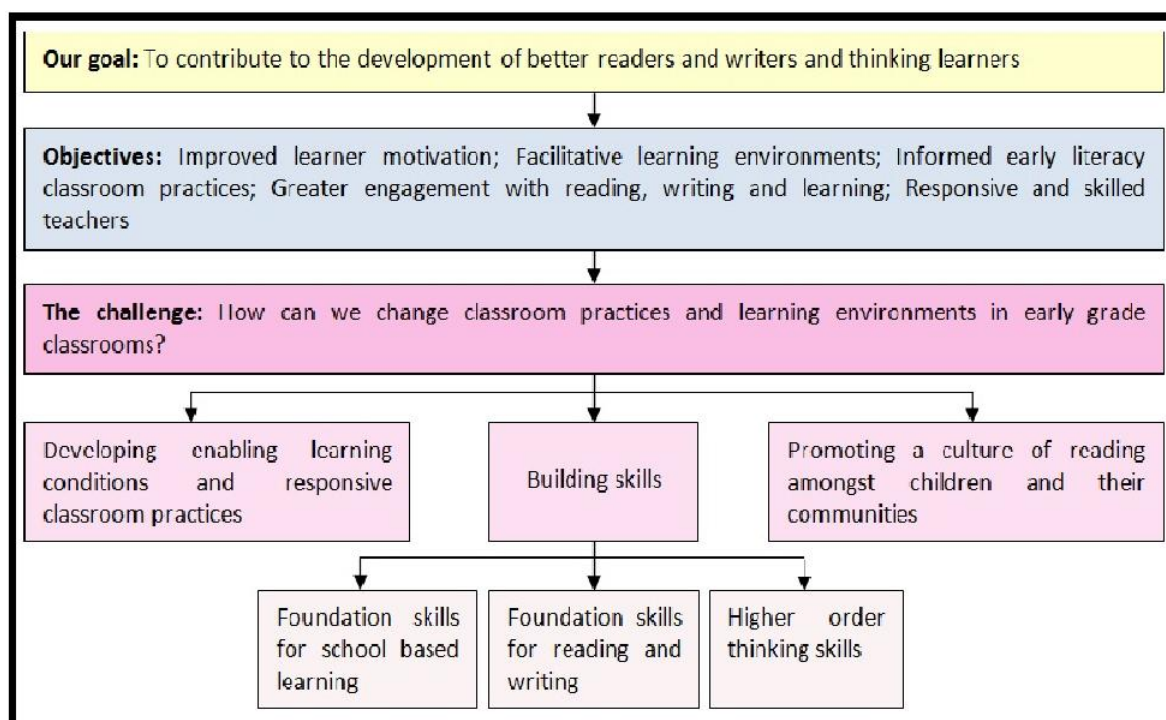 Our goal: To contribute to the development of better readers and writers and thinking learners
Objectives: Improved learner motivation; Facilitative learning environments; Informed early literacy
classroom practices; Greater engagement with reading, writing and learning; Responsive and skilled
teachers
The challenge: How can we change classroom practices and learning environments in early grade
classrooms?
Developing enabling learning
conditions and responsive
classroom practices
Building skills
Promoting a culture of reading
amongst children and their
communities
Foundation skills
for school based
learning
Foundation skills
for reading and
writing
Higher order
thinking skills